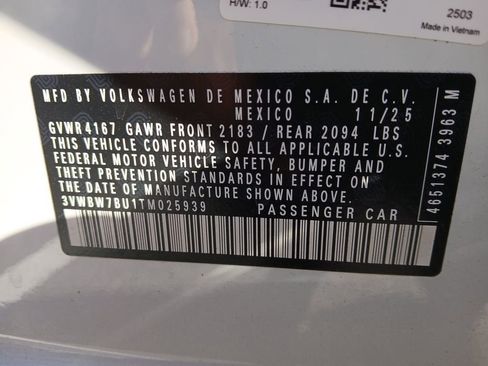 H/W: 1.0
2503
Made in Vietnam
MFD BY VOLKSWAGEN DE MEXICO S.A. DE C.V.
MEXICO 11/25
GVWR 4167 GAWR FRONT 2183 / REAR 2094 LBS
THIS VEHICLE CONFORMS TO ALL APPLICABLE U.S.
FEDERAL MOTOR VEHICLE SAFETY, BUMPER AND
THEFT PREVENTION STANDARDS IN EFFECT ON
THE DATE OF MANUFACTURE SHOWN ABOVE.
3VWBW7BU1TM025939 PASSENGER CAR
4651374 3963 M